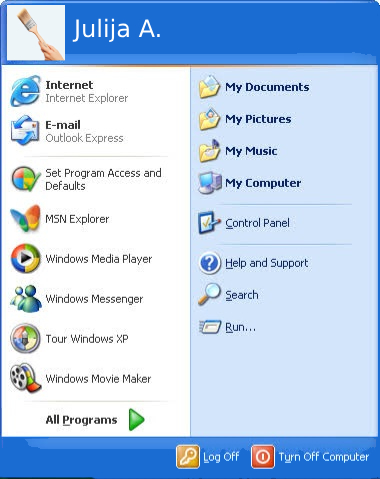 Julija A.
Internet
Internet Explorer
E-mail
Outlook Express
Set Program Access and
Defaults
MSN Explorer
Windows Media Player
Windows Messenger
Tour Windows XP
Windows Movie Maker
All Programs
My Documents
My Pictures
My Music
My Computer
Control Panel
Help and Support
Search
Run...
Log Off
Turn Off Computer